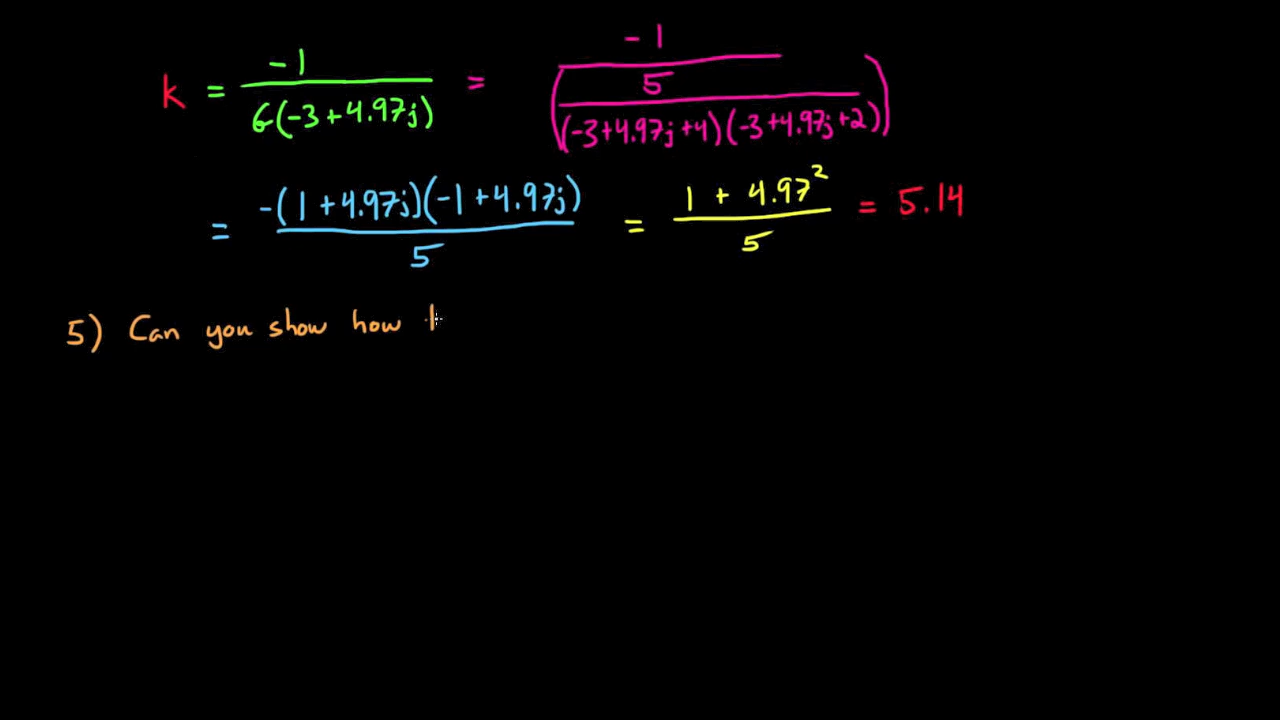 k = -1 / 6(-3+4.97j) = -1 / (5 / (-3+4.97j+4)(-3+4.97j+2))
= -(1+4.97j)(-1+4.97j) / 5 = 1 + 4.97² / 5 = 5.14
5) Can you show how